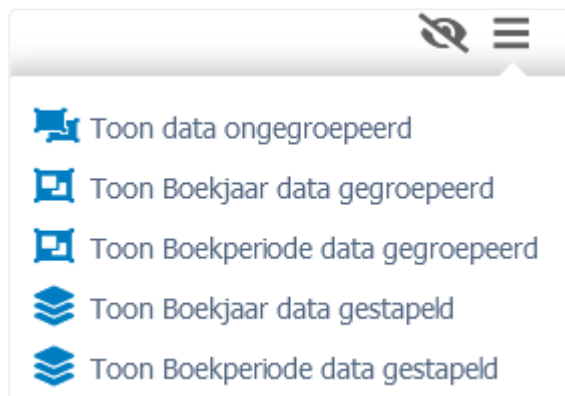 Toon data ongegroepeerd
Toon Boekjaar data gegroepeerd
Toon Boekperiode data gegroepeerd
Toon Boekjaar data gestapeld
Toon Boekperiode data gestapeld